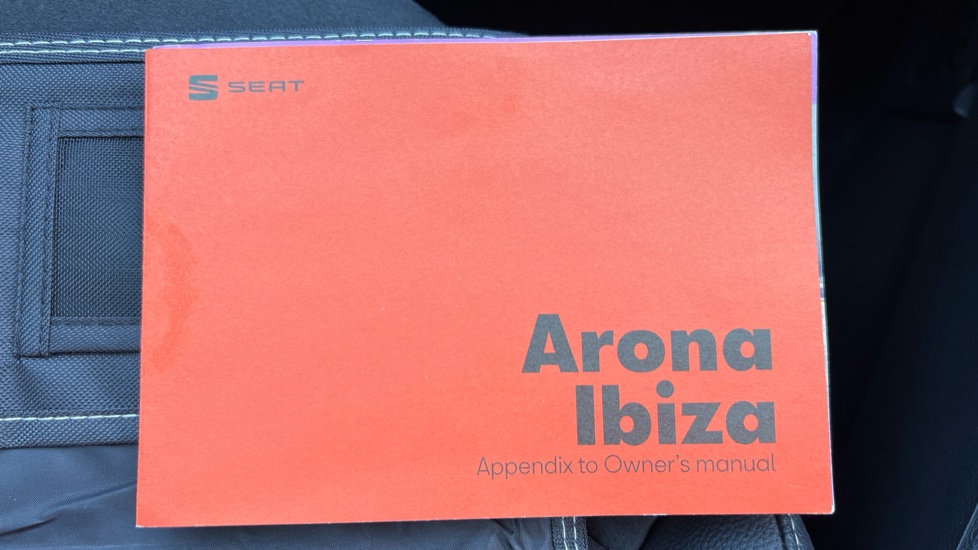 SEAT
Arona
Ibiza
Appendix to Owner's manual